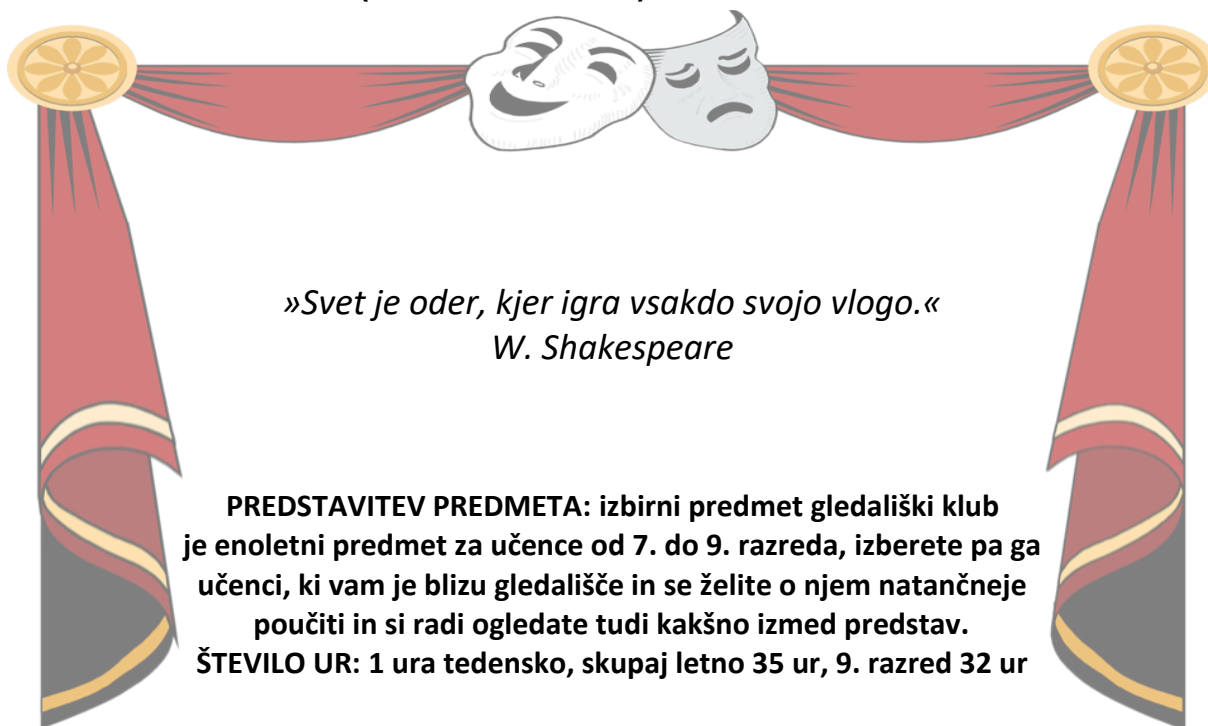 »Svet je oder, kjer igra vsakdo svojo vlogo.«
W. Shakespeare
PREDSTAVITEV PREDMETA: izbirni predmet gledališki klub
je enoletni predmet za učence od 7. do 9. razreda, izberete pa ga
učenci, ki vam je blizu gledališče in se želite o njem natančneje
poučiti in si radi ogledate tudi kakšno izmed predstav.
ŠTEVILO UR: 1 ura tedensko, skupaj letno 35 ur, 9. razred 32 ur